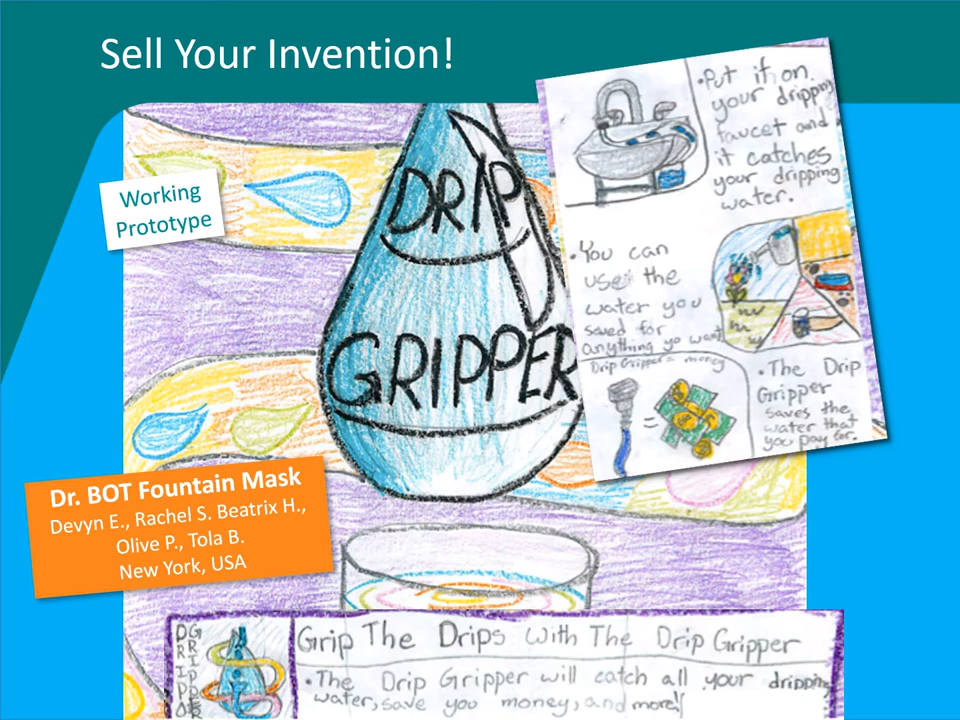 Sell Your Invention!
Working
Prototype
DRIP
GRIPPER
• Put it on
your dripping
faucet and
it catches
your dripping
water.
• You can
use the
water you
saved for
anything yo want
Drip Gripper = money
=
• The Drip
Gripper
saves the
water that
you pay for.
Dr. BOT Fountain Mask
Devyn E., Rachel S. Beatrix H.,
Olive P., Tola B.
New York, USA
Grip The Drips with The Drip Gripper
• The Drip Gripper will catch all your dripping
water, save you money, and more!